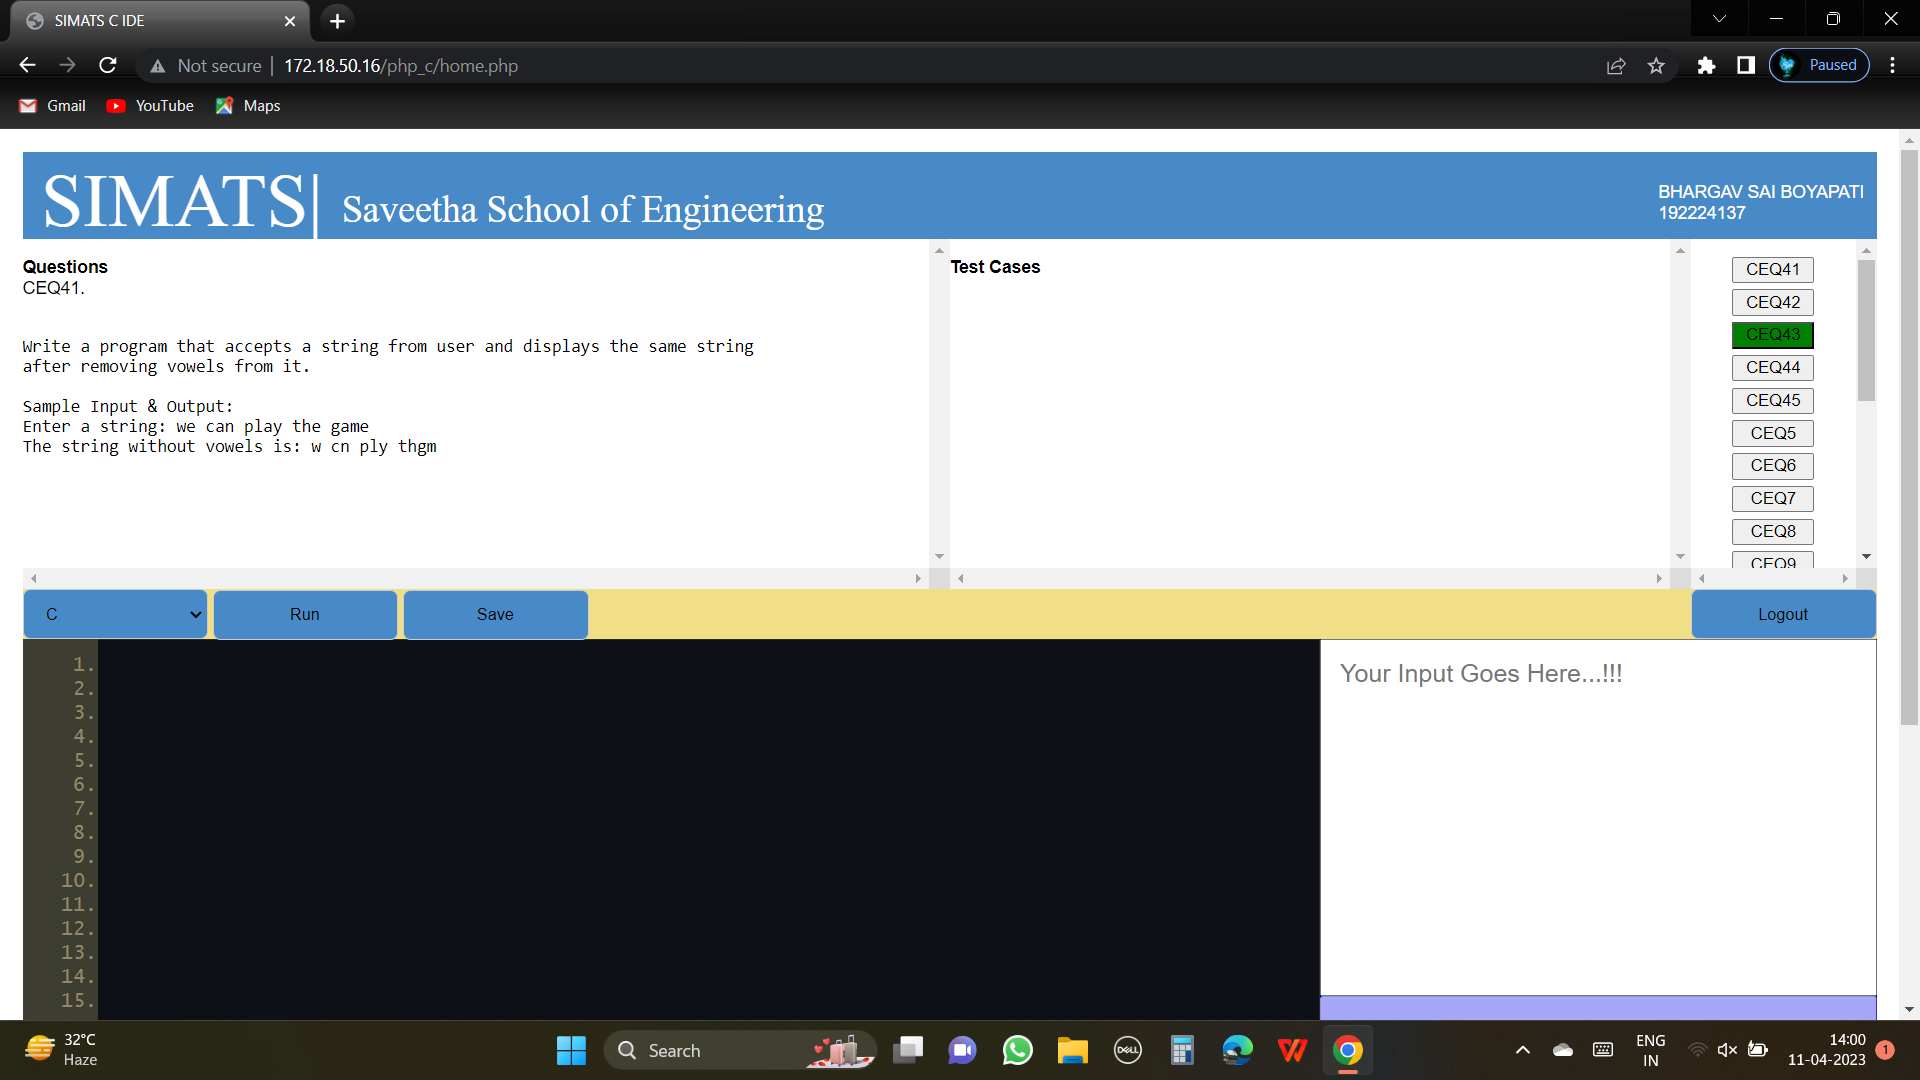 SIMATS C IDE
Not secure
172.18.50.16/php_c/home.php
Paused
Gmail
YouTube
Maps
SIMATS|
Saveetha School of Engineering
BHARGAV SAI BOYAPATI
192224137
Questions
CEQ41.
Write a program that accepts a string from user and displays the same string
after removing vowels from it.
Sample Input & Output:
Enter a string: we can play the game
The string without vowels is: w cn ply thgm
Test Cases
CEQ41
CEQ42
CEQ43
CEQ44
CEQ45
CEQ5
CEQ6
CEQ7
CEQ8
CEQ9
C
Run
Save
Logout
1.
2.
3.
4.
5.
6.
7.
8.
9.
10.
11.
12.
13.
14.
15.
Your Input Goes Here...!!!
32°C
Haze
Search
DELL
ENG
IN
14:00
11-04-2023
1